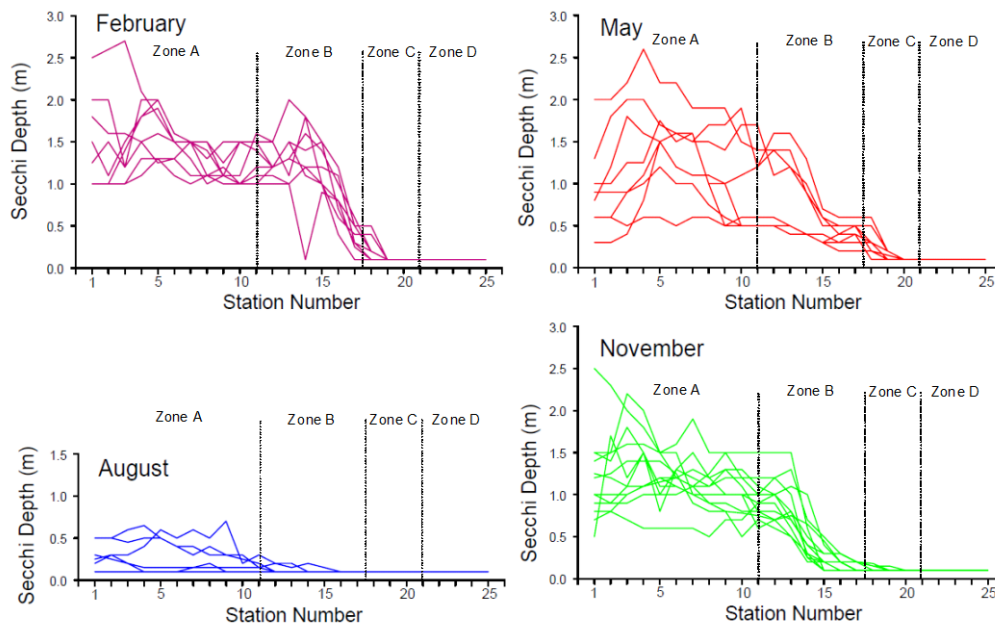 February
Zone A Zone B Zone C Zone D
3.0
2.5
2.0
1.5
1.0
0.5
0.0
Secchi Depth (m)
1 5 10 15 20 25
Station Number
May
Zone A Zone B Zone C Zone D
3.0
2.5
2.0
1.5
1.0
0.5
0.0
Secchi Depth (m)
1 5 10 15 20 25
Station Number
August
Zone A Zone B Zone C Zone D
1.5
1.0
0.5
0.0
Secchi Depth (m)
1 5 10 15 20 25
Station Number
November
Zone A Zone B Zone C Zone D
3.0
2.5
2.0
1.5
1.0
0.5
0.0
Secchi Depth (m)
1 5 10 15 20 25
Station Number